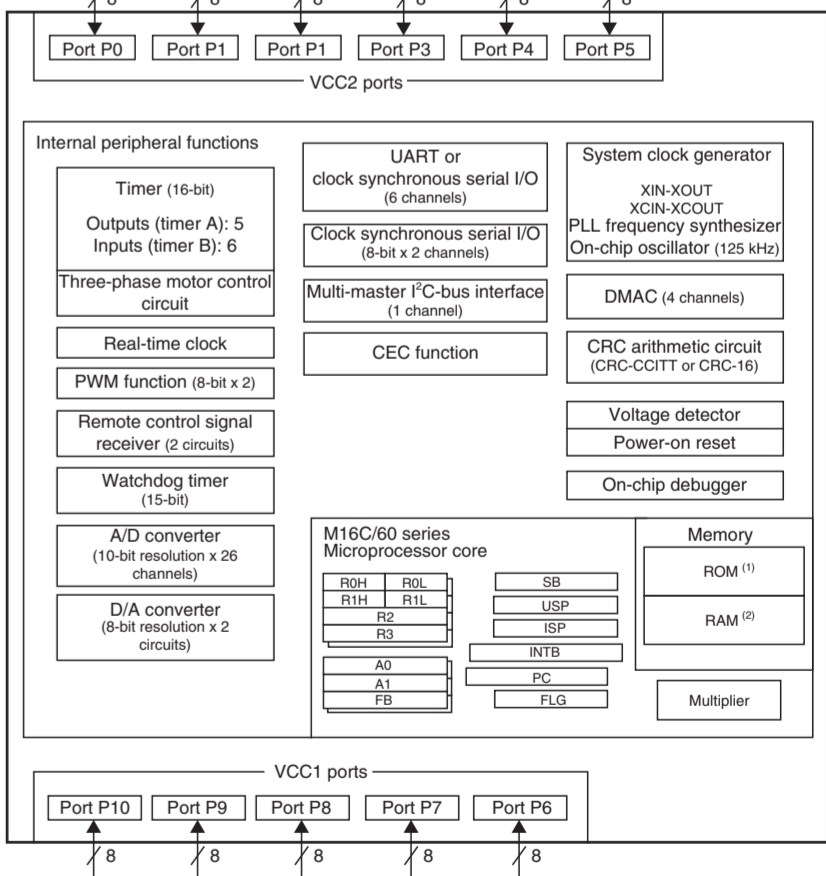 8 8 8 8 8 8
Port P0 Port P1 Port P1 Port P3 Port P4 Port P5
VCC2 ports
Internal peripheral functions
Timer (16-bit)
Outputs (timer A): 5
Inputs (timer B): 6
Three-phase motor control
circuit
Real-time clock
PWM function (8-bit x 2)
Remote control signal
receiver (2 circuits)
Watchdog timer
(15-bit)
A/D converter
(10-bit resolution x 26
channels)
D/A converter
(8-bit resolution x 2
circuits)
UART or
clock synchronous serial I/O
(6 channels)
Clock synchronous serial I/O
(8-bit x 2 channels)
Multi-master I²C-bus interface
(1 channel)
CEC function
System clock generator
XIN-XOUT
XCIN-XCOUT
PLL frequency synthesizer
On-chip oscillator (125 kHz)
DMAC (4 channels)
CRC arithmetic circuit
(CRC-CCITT or CRC-16)
Voltage detector
Power-on reset
On-chip debugger
M16C/60 series
Microprocessor core
R0H R0L
R1H R1L
R2
R3
A0
A1
FB
SB
USP
ISP
INTB
PC
FLG
Memory
ROM (1)
RAM (2)
Multiplier
VCC1 ports
Port P10 Port P9 Port P8 Port P7 Port P6
8 8 8 8 8